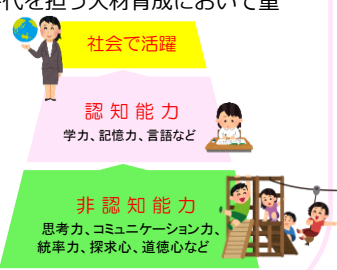 代を担う人材育成において重
社会で活躍
認知能力
学力、記憶力、言語など
非認知能力
思考力、コミュニケーション力、
統率力、探求心、道徳心など